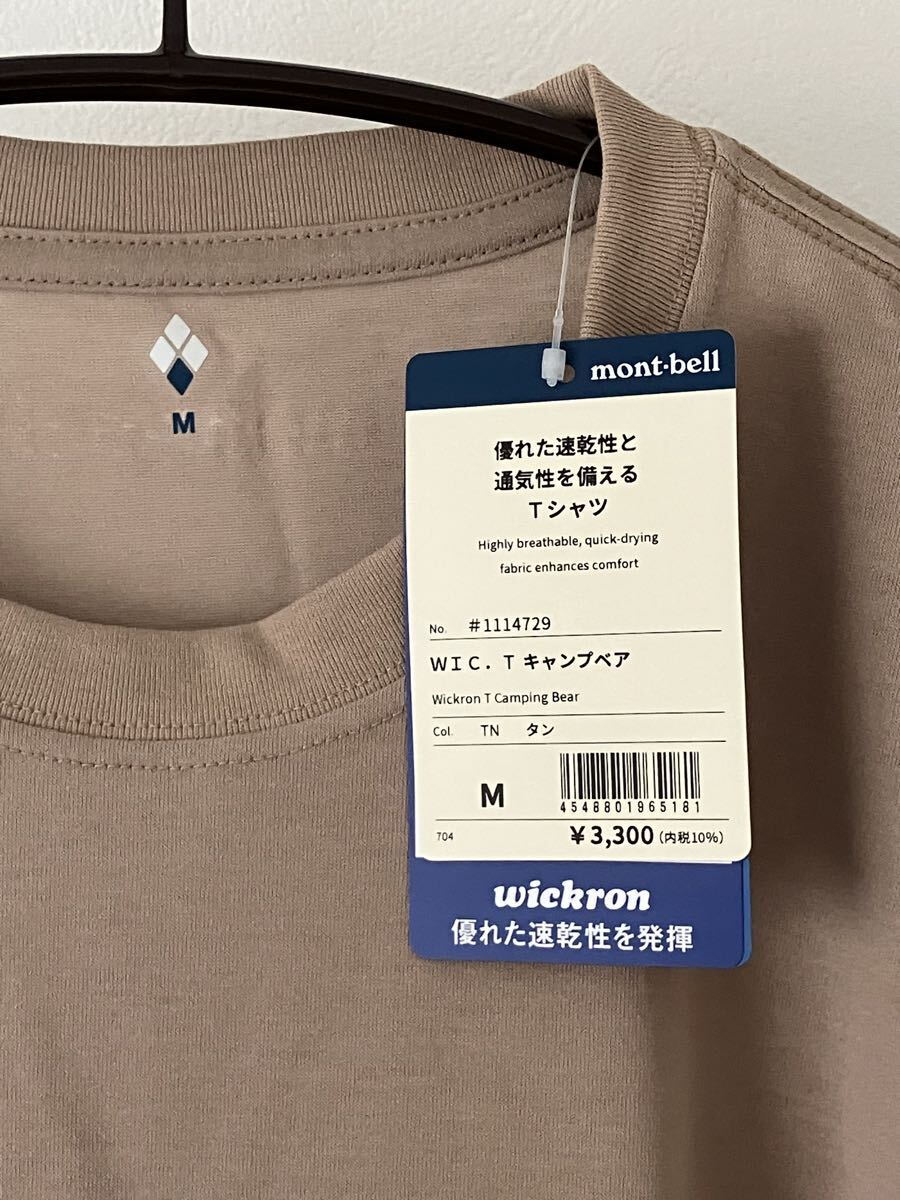 M
mont·bell
優れた速乾性と
通気性を備える
Tシャツ
Highly breathable, quick-drying
fabric enhances comfort
No. #1114729
WIC. T キャンプベア
Wickron T Camping Bear
Col. TN タン
M
4548801965181
704 ¥3,300 (内税10%)
wickron
優れた速乾性を発揮